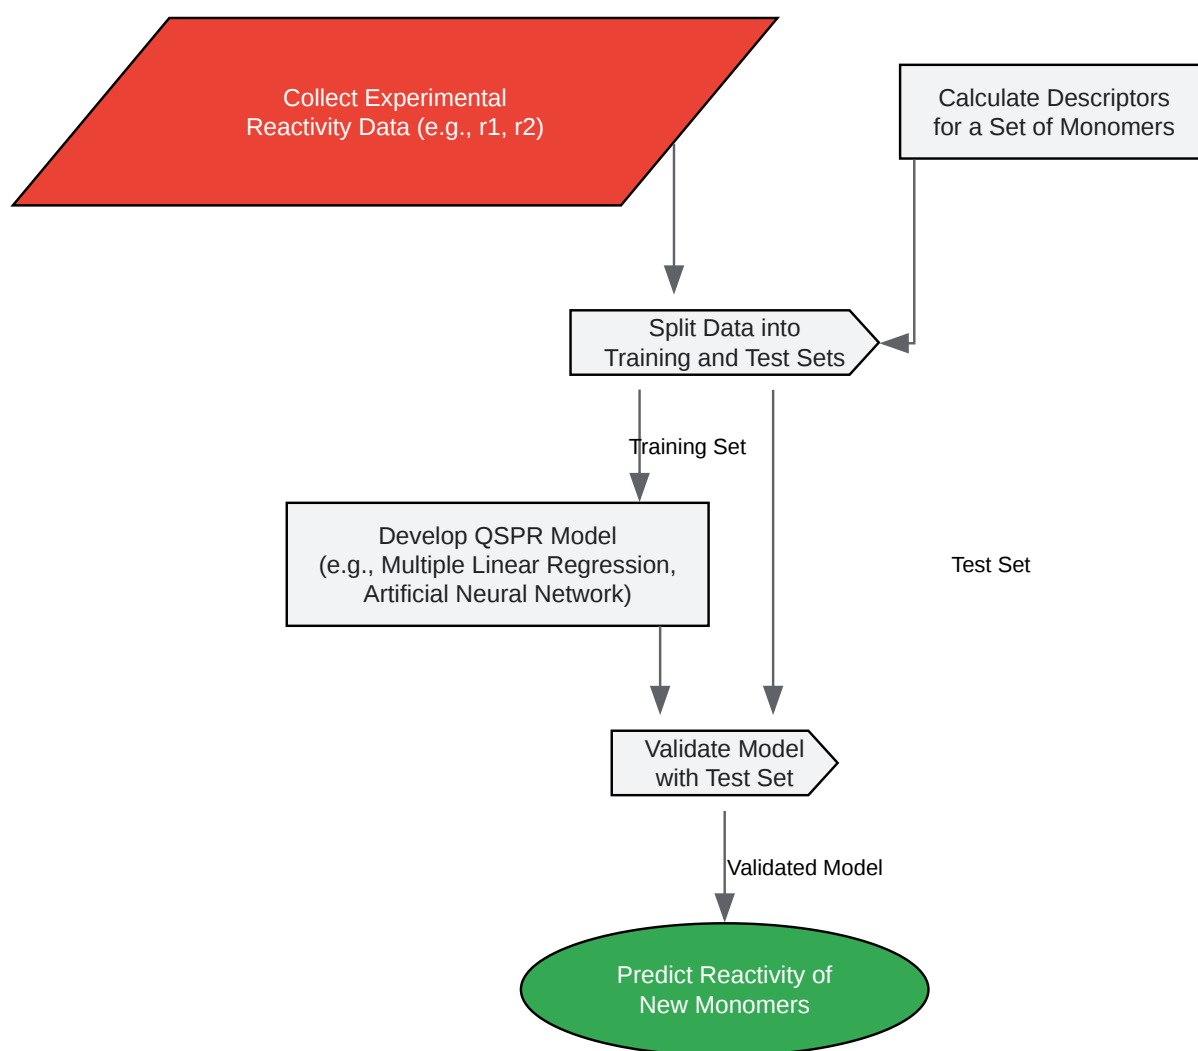 Collect Experimental
Reactivity Data (e.g., r1, r2)
Calculate Descriptors
for a Set of Monomers
Split Data into
Training and Test Sets
Training Set
Develop QSPR Model
(e.g., Multiple Linear Regression,
Artificial Neural Network)
Test Set
Validate Model
with Test Set
Validated Model
Predict Reactivity of
New Monomers